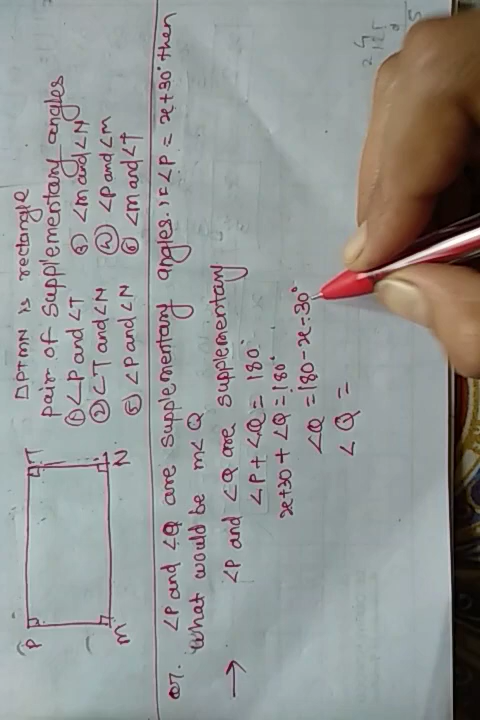 P
T
M
N
□PTMN is rectangle
pair of supplementary angles
① ∠P and ∠T ③ ∠M and ∠N
② ∠T and ∠N ④ ∠P and ∠M
⑤ ∠P and ∠N ⑥ ∠M and ∠T
Q7. ∠P and ∠Q are supplementary angles. if ∠P = x+30° then
what would be m∠Q
→ ∠P and ∠Q are supplementary
∠P + ∠Q = 180°
x+30 + ∠Q = 180°
∠Q = 180-x-30°
∠Q =